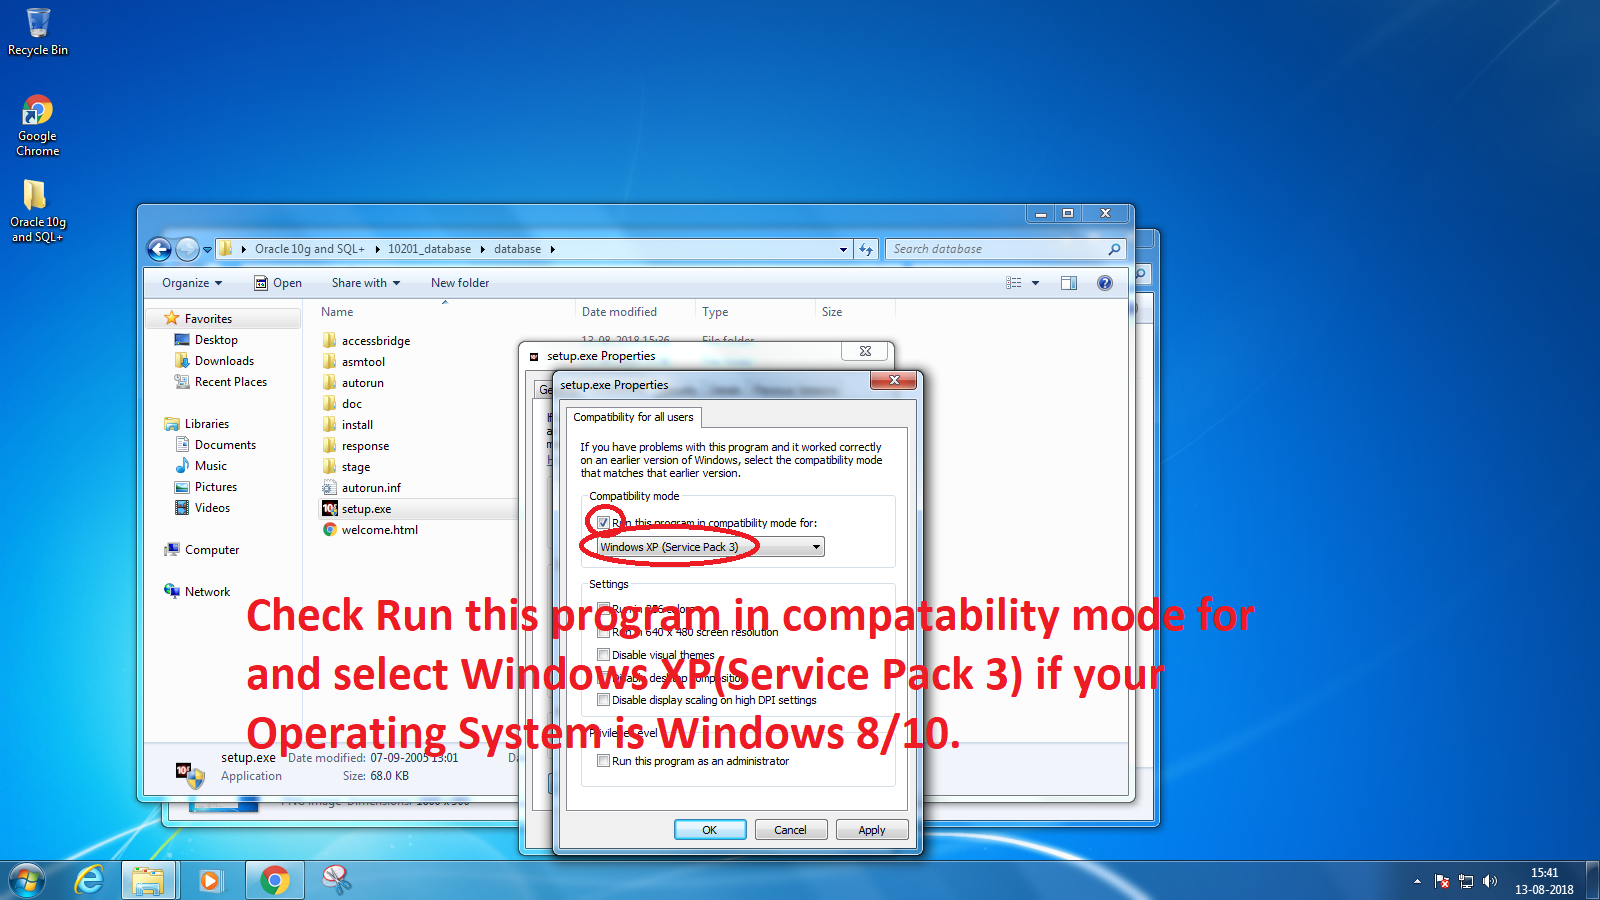 Recycle Bin
Google
Chrome
Oracle 10g
and SQL+
Oracle 10g and SQL+ 10201_database database
Search database
Organize Open Share with New folder
Favorites
Desktop
Downloads
Recent Places
Libraries
Documents
Music
Pictures
Videos
Computer
Network
Name Date modified Type Size
accessbridge 13-08-2018 15:26 File folder
asmtool
autorun
doc
install
response
stage
autorun.inf
setup.exe
welcome.html
setup.exe Properties
setup.exe Properties
Compatibility for all users
If you have problems with this program and it worked correctly
on an earlier version of Windows, select the compatibility mode
that matches that earlier version.
Compatibility mode
Run this program in compatibility mode for:
Windows XP (Service Pack 3)
Settings
Run in 256 colors
Run in 640 x 480 screen resolution
Disable visual themes
Disable desktop composition
Disable display scaling on high DPI settings
Privilege Level
Run this program as an administrator
OK Cancel Apply
Check Run this program in compatability mode for
and select Windows XP(Service Pack 3) if your
Operating System is Windows 8/10.
setup.exe Date modified: 07-09-2005 13:01
Application Size: 68.0 KB
PNG image Dimensions:
15:41
13-08-2018